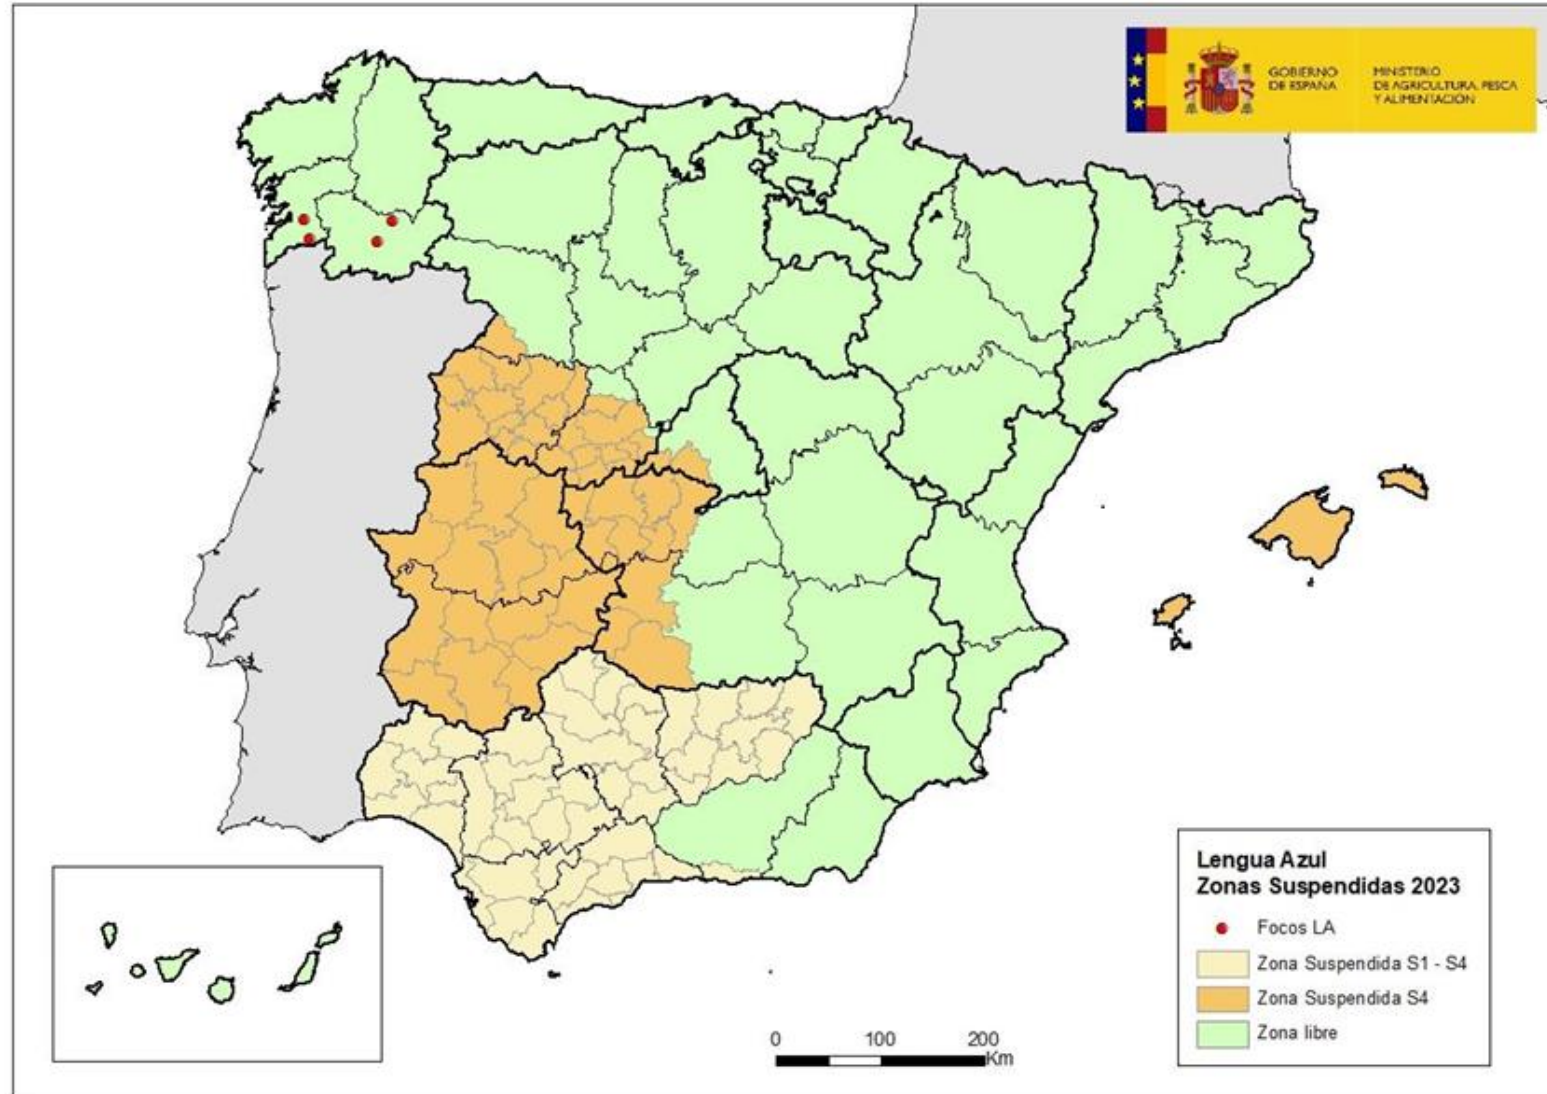 GOBIERNO
DE ESPAÑA
MINISTERIO
DE AGRICULTURA, PESCA
Y ALIMENTACIÓN
Lengua Azul
Zonas Suspendidas 2023
Focos LA
Zona Suspendida S1 - S4
Zona Suspendida S4
Zona libre
0 100 200
Km